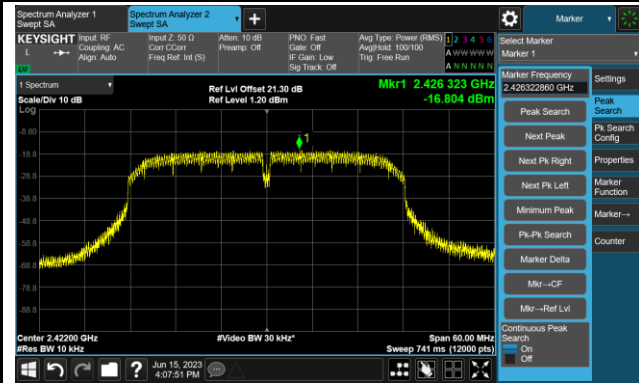 Spectrum Analyzer 1
Swept SA
Spectrum Analyzer 2
Swept SA
+
Marker
KEYSIGHT
L
Input: RF
Coupling: AC
Align: Auto
Input Z: 50 Ω
Corr CCorr
Freq Ref: Int (S)
Atten: 10 dB
Preamp: Off
PNO: Fast
Gate: Off
IF Gain: Low
Sig Track: Off
Avg Type: Power (RMS)
Avg|Hold: 100/100
Trig: Free Run
1 2 3 4 5 6
A W W W W W
A N N N N N
Select Marker
Marker 1
1 Spectrum
Scale/Div 10 dB
Log
Ref Lvl Offset 21.30 dB
Ref Level 1.20 dBm
Mkr1 2.426 323 GHz
-16.804 dBm
1
-8.80
-18.8
-28.8
-38.8
-48.8
-58.8
-68.8
-78.8
-88.8
Center 2.42200 GHz
#Res BW 10 kHz
#Video BW 30 kHz*
Span 60.00 MHz
Sweep 741 ms (12000 pts)
Marker Frequency
2.426322860 GHz
Peak Search
Next Peak
Next Pk Right
Next Pk Left
Minimum Peak
Pk-Pk Search
Marker Delta
Mkr→CF
Mkr→Ref Lvl
Continuous Peak
Search
On
Off
Settings
Peak
Search
Pk Search
Config
Properties
Marker
Function
Marker→
Counter
?
Jun 15, 2023
4:07:51 PM